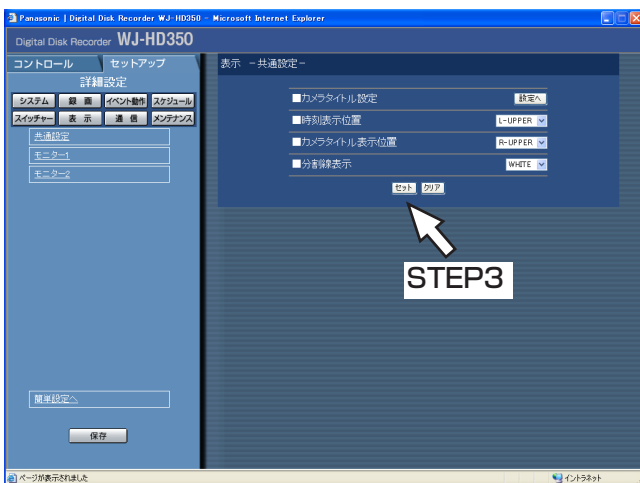 Panasonic | Digital Disk Recorder WJ-HD350 - Microsoft Internet Explorer
Digital Disk Recorder WJ-HD350
コントロール セットアップ
詳細設定
システム 録画 イベント動作 スケジュール
スイッチャー 表示 通信 メンテナンス
共通設定
モニター1
モニター2
簡単設定へ
保存
表示 －共通設定－
■カメラタイトル設定 設定へ
■時刻表示位置 L-UPPER
■カメラタイトル表示位置 R-UPPER
■分割線表示 WHITE
セット クリア
STEP3
ページが表示されました イントラネット